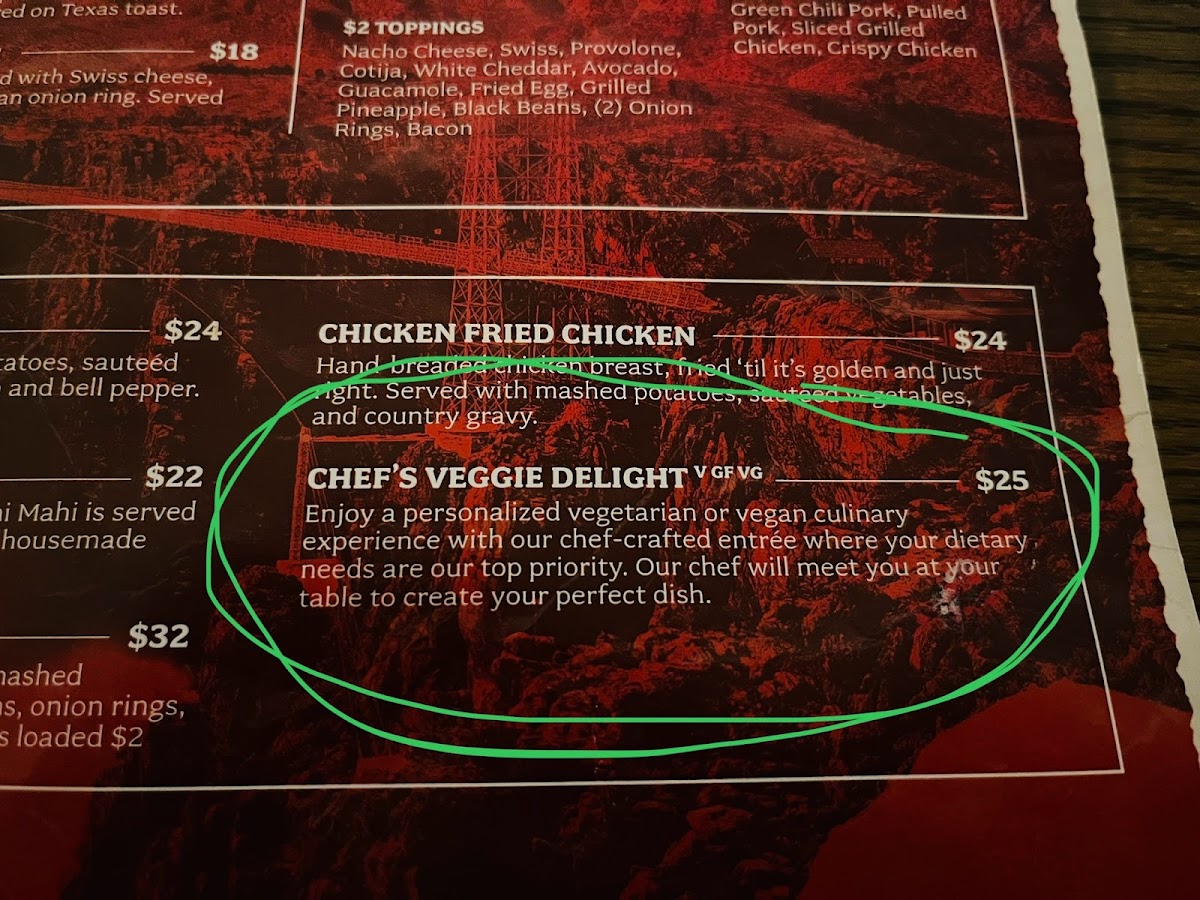 ed on Texas toast.
$18
d with Swiss cheese,
an onion ring. Served
$2 TOPPINGS
Nacho Cheese, Swiss, Provolone,
Cotija, White Cheddar, Avocado,
Guacamole, Fried Egg, Grilled
Pineapple, Black Beans, (2) Onion
Rings, Bacon
Green Chili Pork, Pulled
Pork, Sliced Grilled
Chicken, Crispy Chicken
$24
tatoes, sauteéd
and bell pepper.
$22
i Mahi is served
housemade
$32
mashed
s, onion rings,
s loaded $2
CHICKEN FRIED CHICKEN $24
Hand-breaded chicken breast, fried ‘til it’s golden and just
right. Served with mashed potatoes, sauteéd vegetables,
and country gravy.
CHEF’S VEGGIE DELIGHT V GF VG $25
Enjoy a personalized vegetarian or vegan culinary
experience with our chef-crafted entrée where your dietary
needs are our top priority. Our chef will meet you at your
table to create your perfect dish.